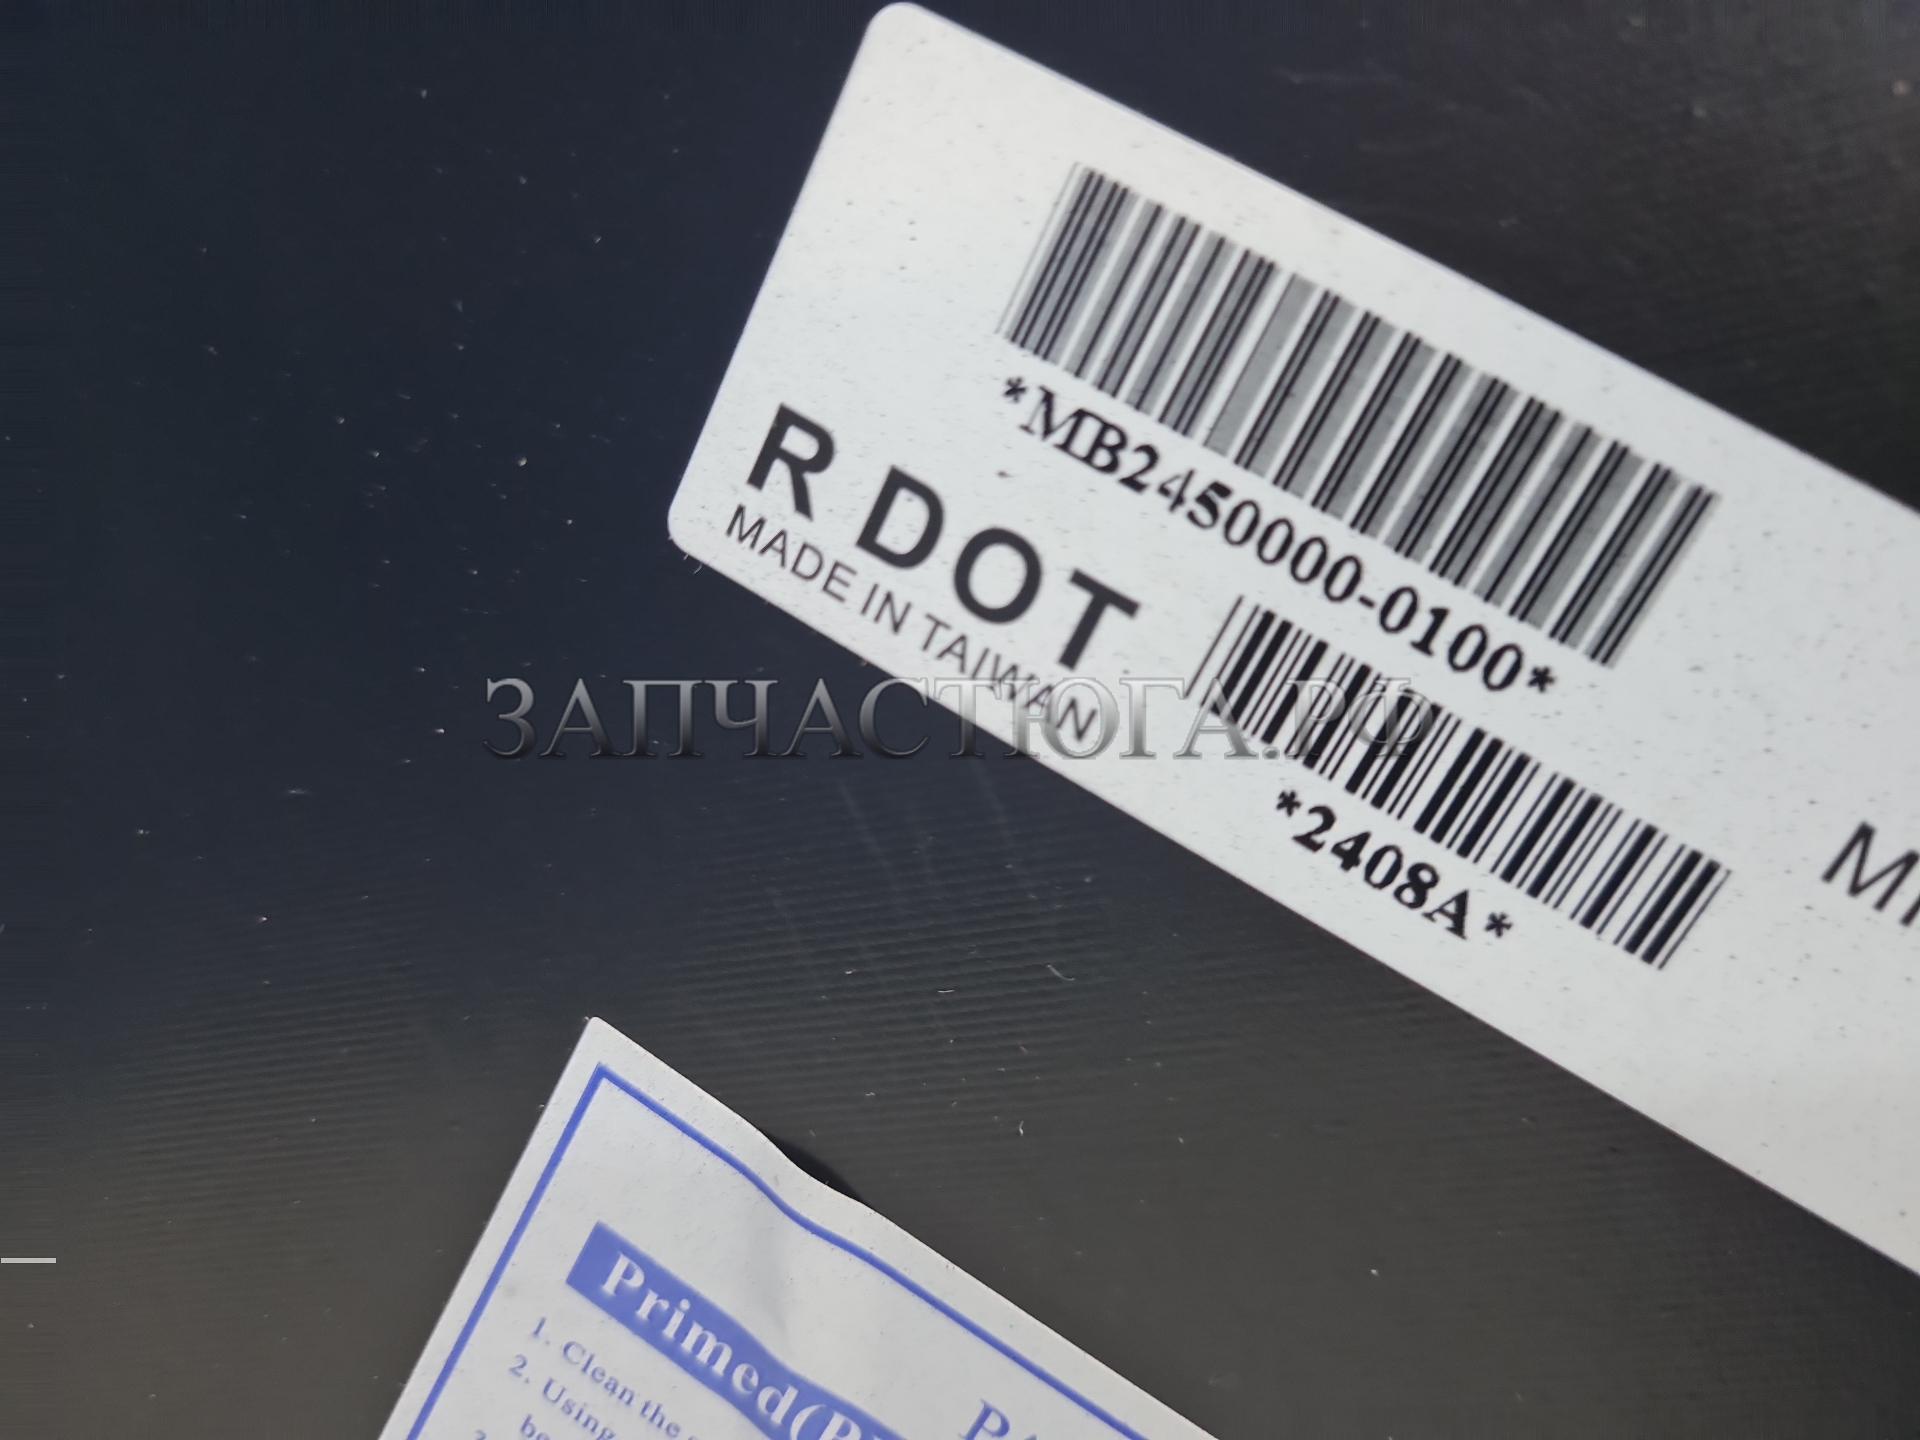 *MB2450000-0100*
R DOT
MADE IN TAIWAN
*2408A*
ЗАПЧАСТЮГА.РФ
Primed
1. Clean the
2. Using